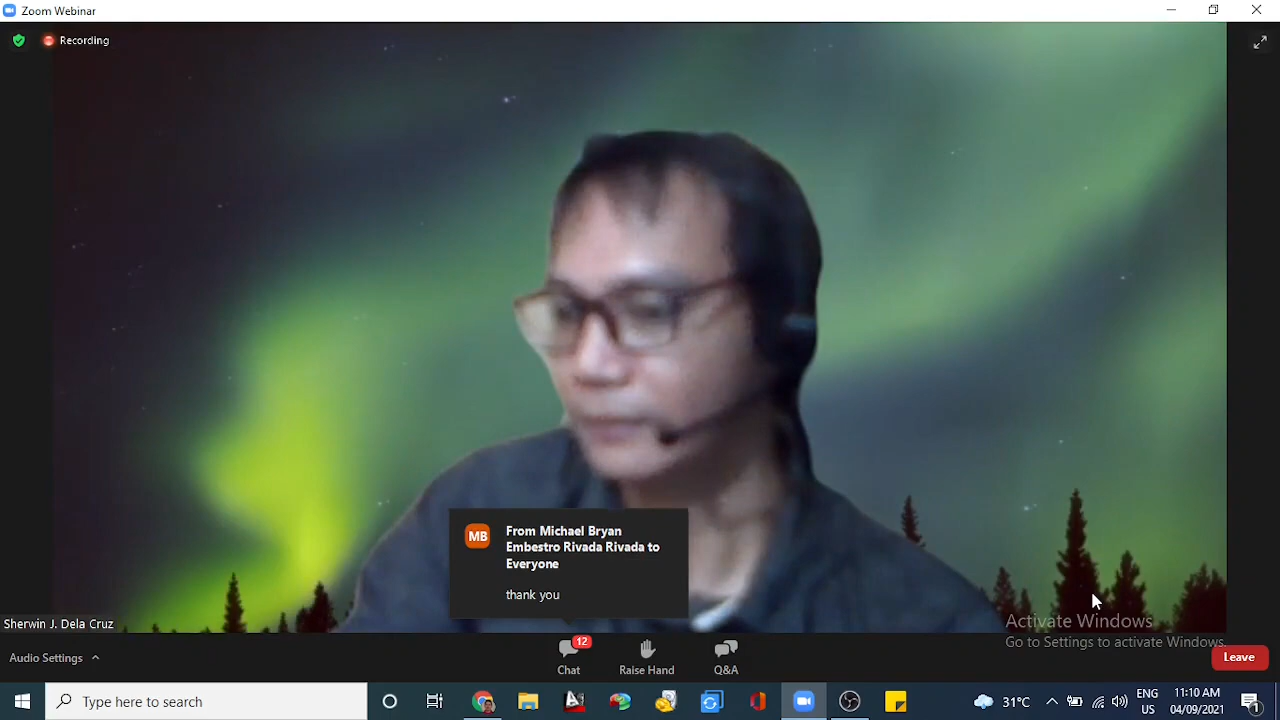 Zoom Webinar
Recording
From Michael Bryan
Embestro Rivada Rivada to
Everyone
MB
thank you
Sherwin J. Dela Cruz
Activate Windows
Go to Settings to activate Windows.
Audio Settings
12
Chat
Raise Hand
Q&A
Leave
Type here to search
31°C
ENG
US
11:10 AM
04/09/2021
1